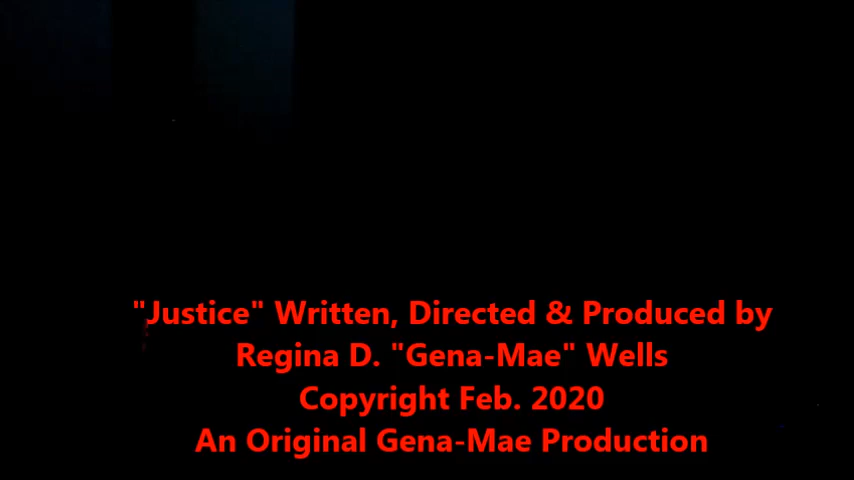 "Justice" Written, Directed & Produced by
Regina D. "Gena-Mae" Wells
Copyright Feb. 2020
An Original Gena-Mae Production